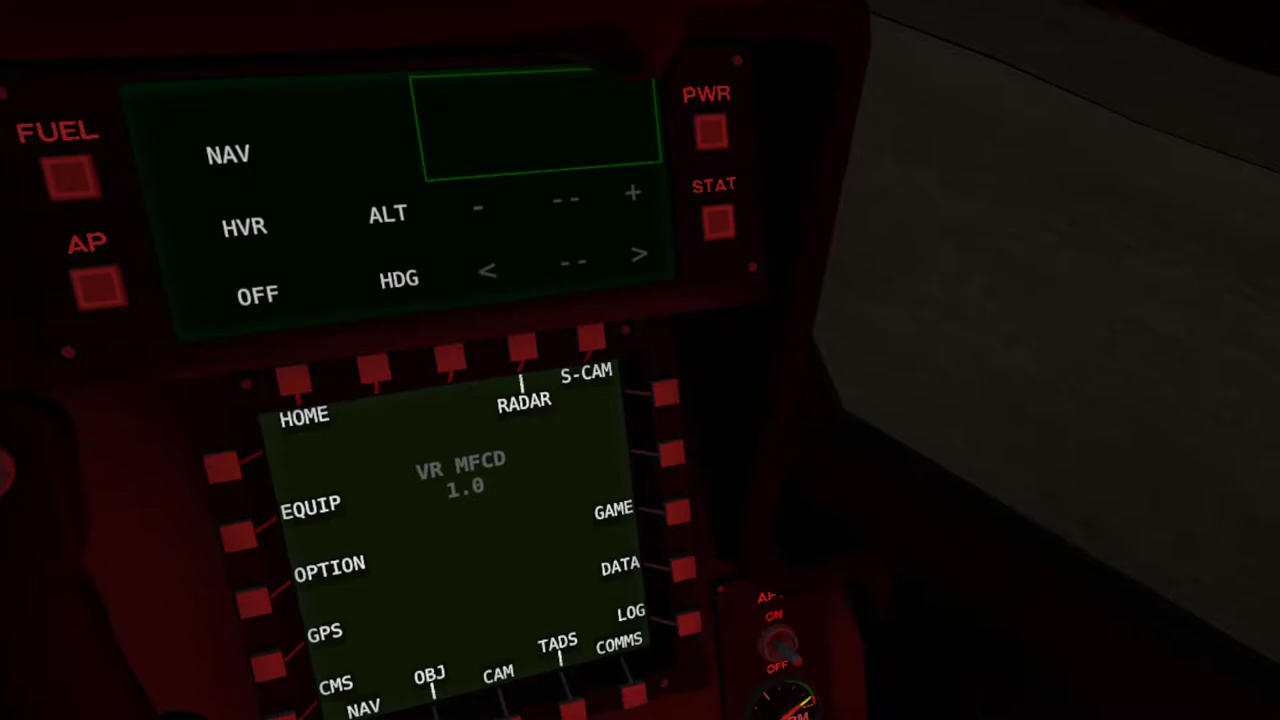 FUEL
AP
NAV
HVR
OFF
ALT
- -- +
HDG
< -- >
PWR
STAT
HOME
RADAR
S-CAM
VR MFCD
1.0
EQUIP
OPTION
GPS
CMS
NAV
OBJ
CAM
TADS
COMMS
GAME
DATA
LOG
ON
OFF